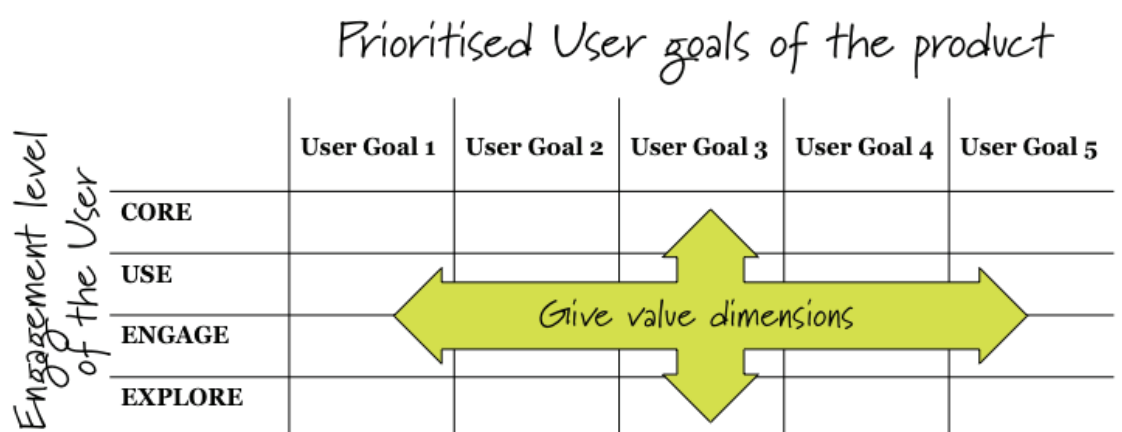 Prioritised User goals of the product
User Goal 1 User Goal 2 User Goal 3 User Goal 4 User Goal 5
Engagement level
of the User
CORE
USE
Give value dimensions
ENGAGE
EXPLORE